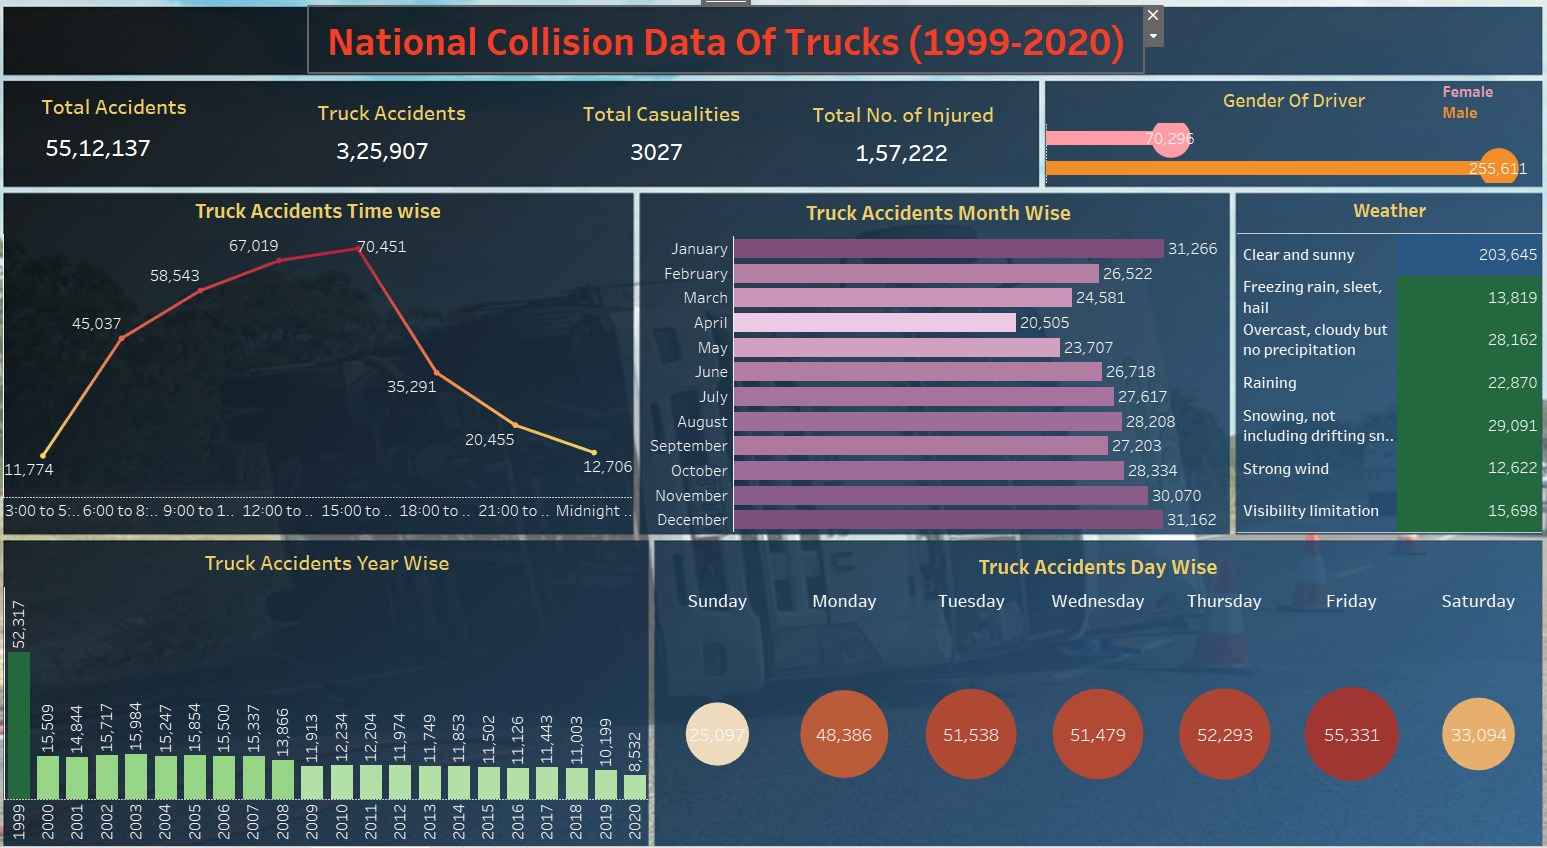 National Collision Data Of Trucks (1999-2020)
Total Accidents
55,12,137
Truck Accidents
3,25,907
Total Casualities
3027
Total No. of Injured
1,57,222
Gender Of Driver
Female
Male
70,296
255,611
Truck Accidents Time wise
11,774
45,037
58,543
67,019
70,451
35,291
20,455
12,706
3:00 to 5:.. 6:00 to 8:.. 9:00 to 1.. 12:00 to .. 15:00 to .. 18:00 to .. 21:00 to .. Midnight ..
Truck Accidents Month Wise
January 31,266
February 26,522
March 24,581
April 20,505
May 23,707
June 26,718
July 27,617
August 28,208
September 27,203
October 28,334
November 30,070
December 31,162
Weather
Clear and sunny 203,645
Freezing rain, sleet,
hail 13,819
Overcast, cloudy but
no precipitation 28,162
Raining 22,870
Snowing, not
including drifting sn.. 29,091
Strong wind 12,622
Visibility limitation 15,698
Truck Accidents Year Wise
52,317 15,509 14,844 15,717 15,984 15,247 15,854 15,500 15,337 13,866 11,913 12,234 12,204 11,974 11,749 11,853 11,502 11,126 11,443 11,003 10,199 8,532
1999 2000 2001 2002 2003 2004 2005 2006 2007 2008 2009 2010 2011 2012 2013 2014 2015 2016 2017 2018 2019 2020
Truck Accidents Day Wise
Sunday Monday Tuesday Wednesday Thursday Friday Saturday
25,097 48,386 51,538 51,479 52,293 55,331 33,094